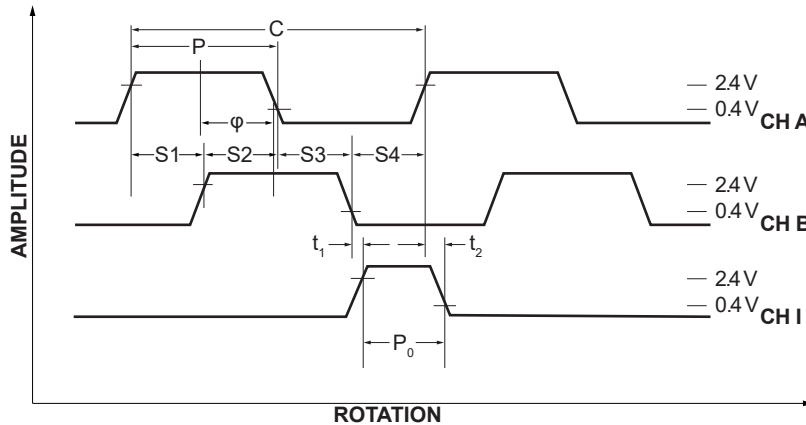 C
P
2.4 V
0.4 V
CH A
φ
S1 S2 S3 S4
2.4 V
0.4 V
CH B
t1 t2
2.4 V
0.4 V
CH I
P0
AMPLITUDE
ROTATION